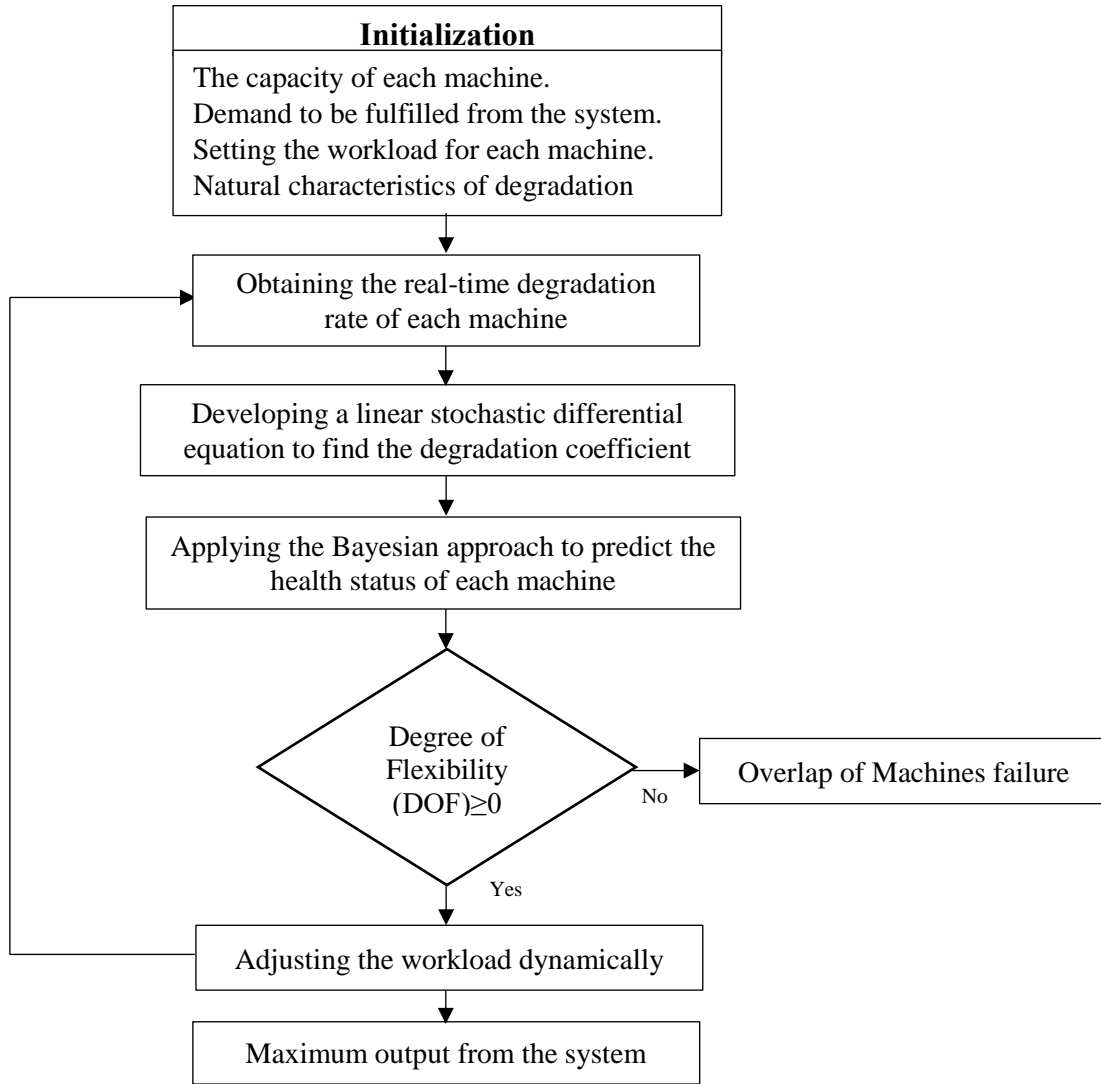 Initialization
The capacity of each machine.
Demand to be fulfilled from the system.
Setting the workload for each machine.
Natural characteristics of degradation
Obtaining the real-time degradation
rate of each machine
Developing a linear stochastic differential
equation to find the degradation coefficient
Applying the Bayesian approach to predict the
health status of each machine
Degree of
Flexibility
(DOF)≥0
No
Overlap of Machines failure
Yes
Adjusting the workload dynamically
Maximum output from the system